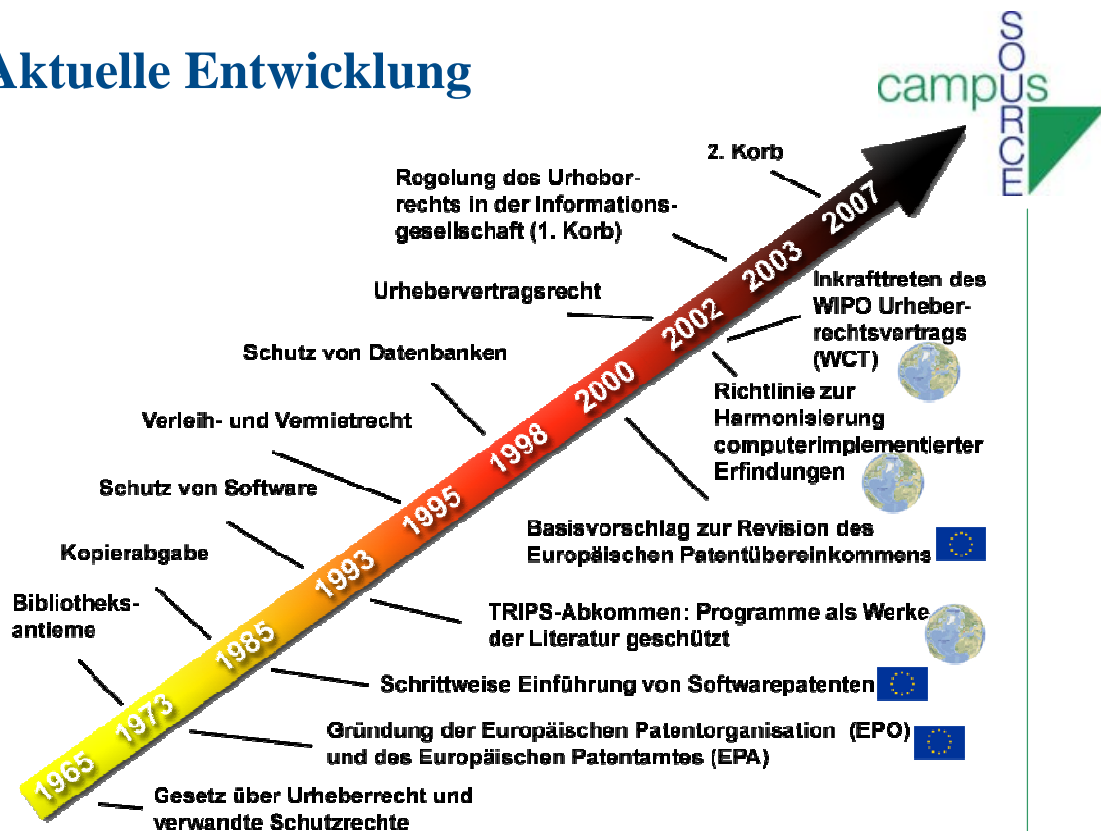 Aktuelle Entwicklung
campus
SOURCE
2. Korb
Regelung des Urheber-
rechts in der Informations-
gesellschaft (1. Korb)
Urhebervertragsrecht
Schutz von Datenbanken
Verleih- und Vermietrecht
Schutz von Software
Kopierabgabe
Bibliotheks-
antieme
1965
1973
1985
1993
1995
1998
2000
2002
2003
2007
Inkrafttreten des
WIPO Urheber-
rechtsvertrags
(WCT)
Richtlinie zur
Harmonisierung
computerimplementierter
Erfindungen
Basisvorschlag zur Revision des
Europäischen Patentübereinkommens
TRIPS-Abkommen: Programme als Werke
der Literatur geschützt
Schrittweise Einführung von Softwarepatenten
Gründung der Europäischen Patentorganisation (EPO)
und des Europäischen Patentamtes (EPA)
Gesetz über Urheberrecht und
verwandte Schutzrechte